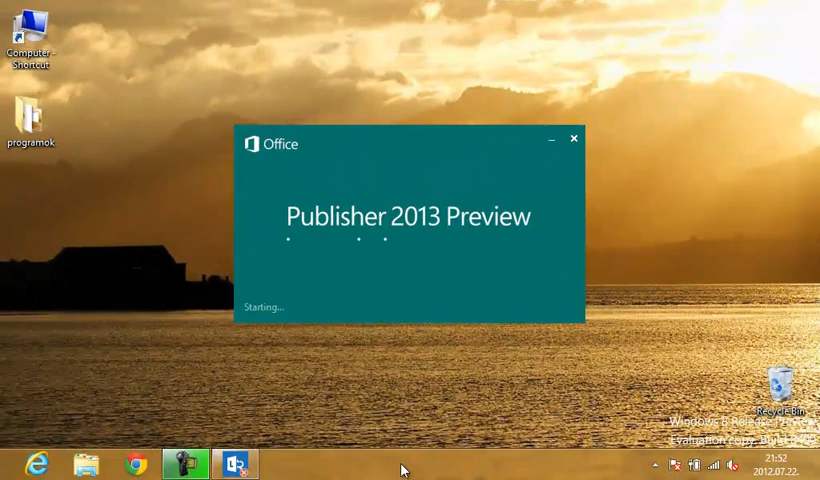 Computer - Shortcut
programok
Office
Publisher 2013 Preview
Starting...
Recycle Bin
Windows 8 Release Preview
Evaluation copy. Build 8400
21:52
2012.07.22.